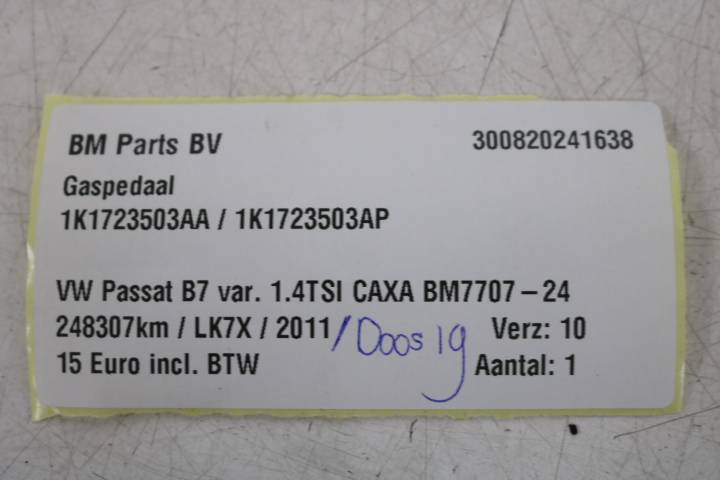 BM Parts BV 300820241638
Gaspedaal
1K1723503AA / 1K1723503AP
VW Passat B7 var. 1.4TSI CAXA BM7707-24
248307km / LK7X / 2011 / Doos 19 Verz: 10
15 Euro incl. BTW Aantal: 1